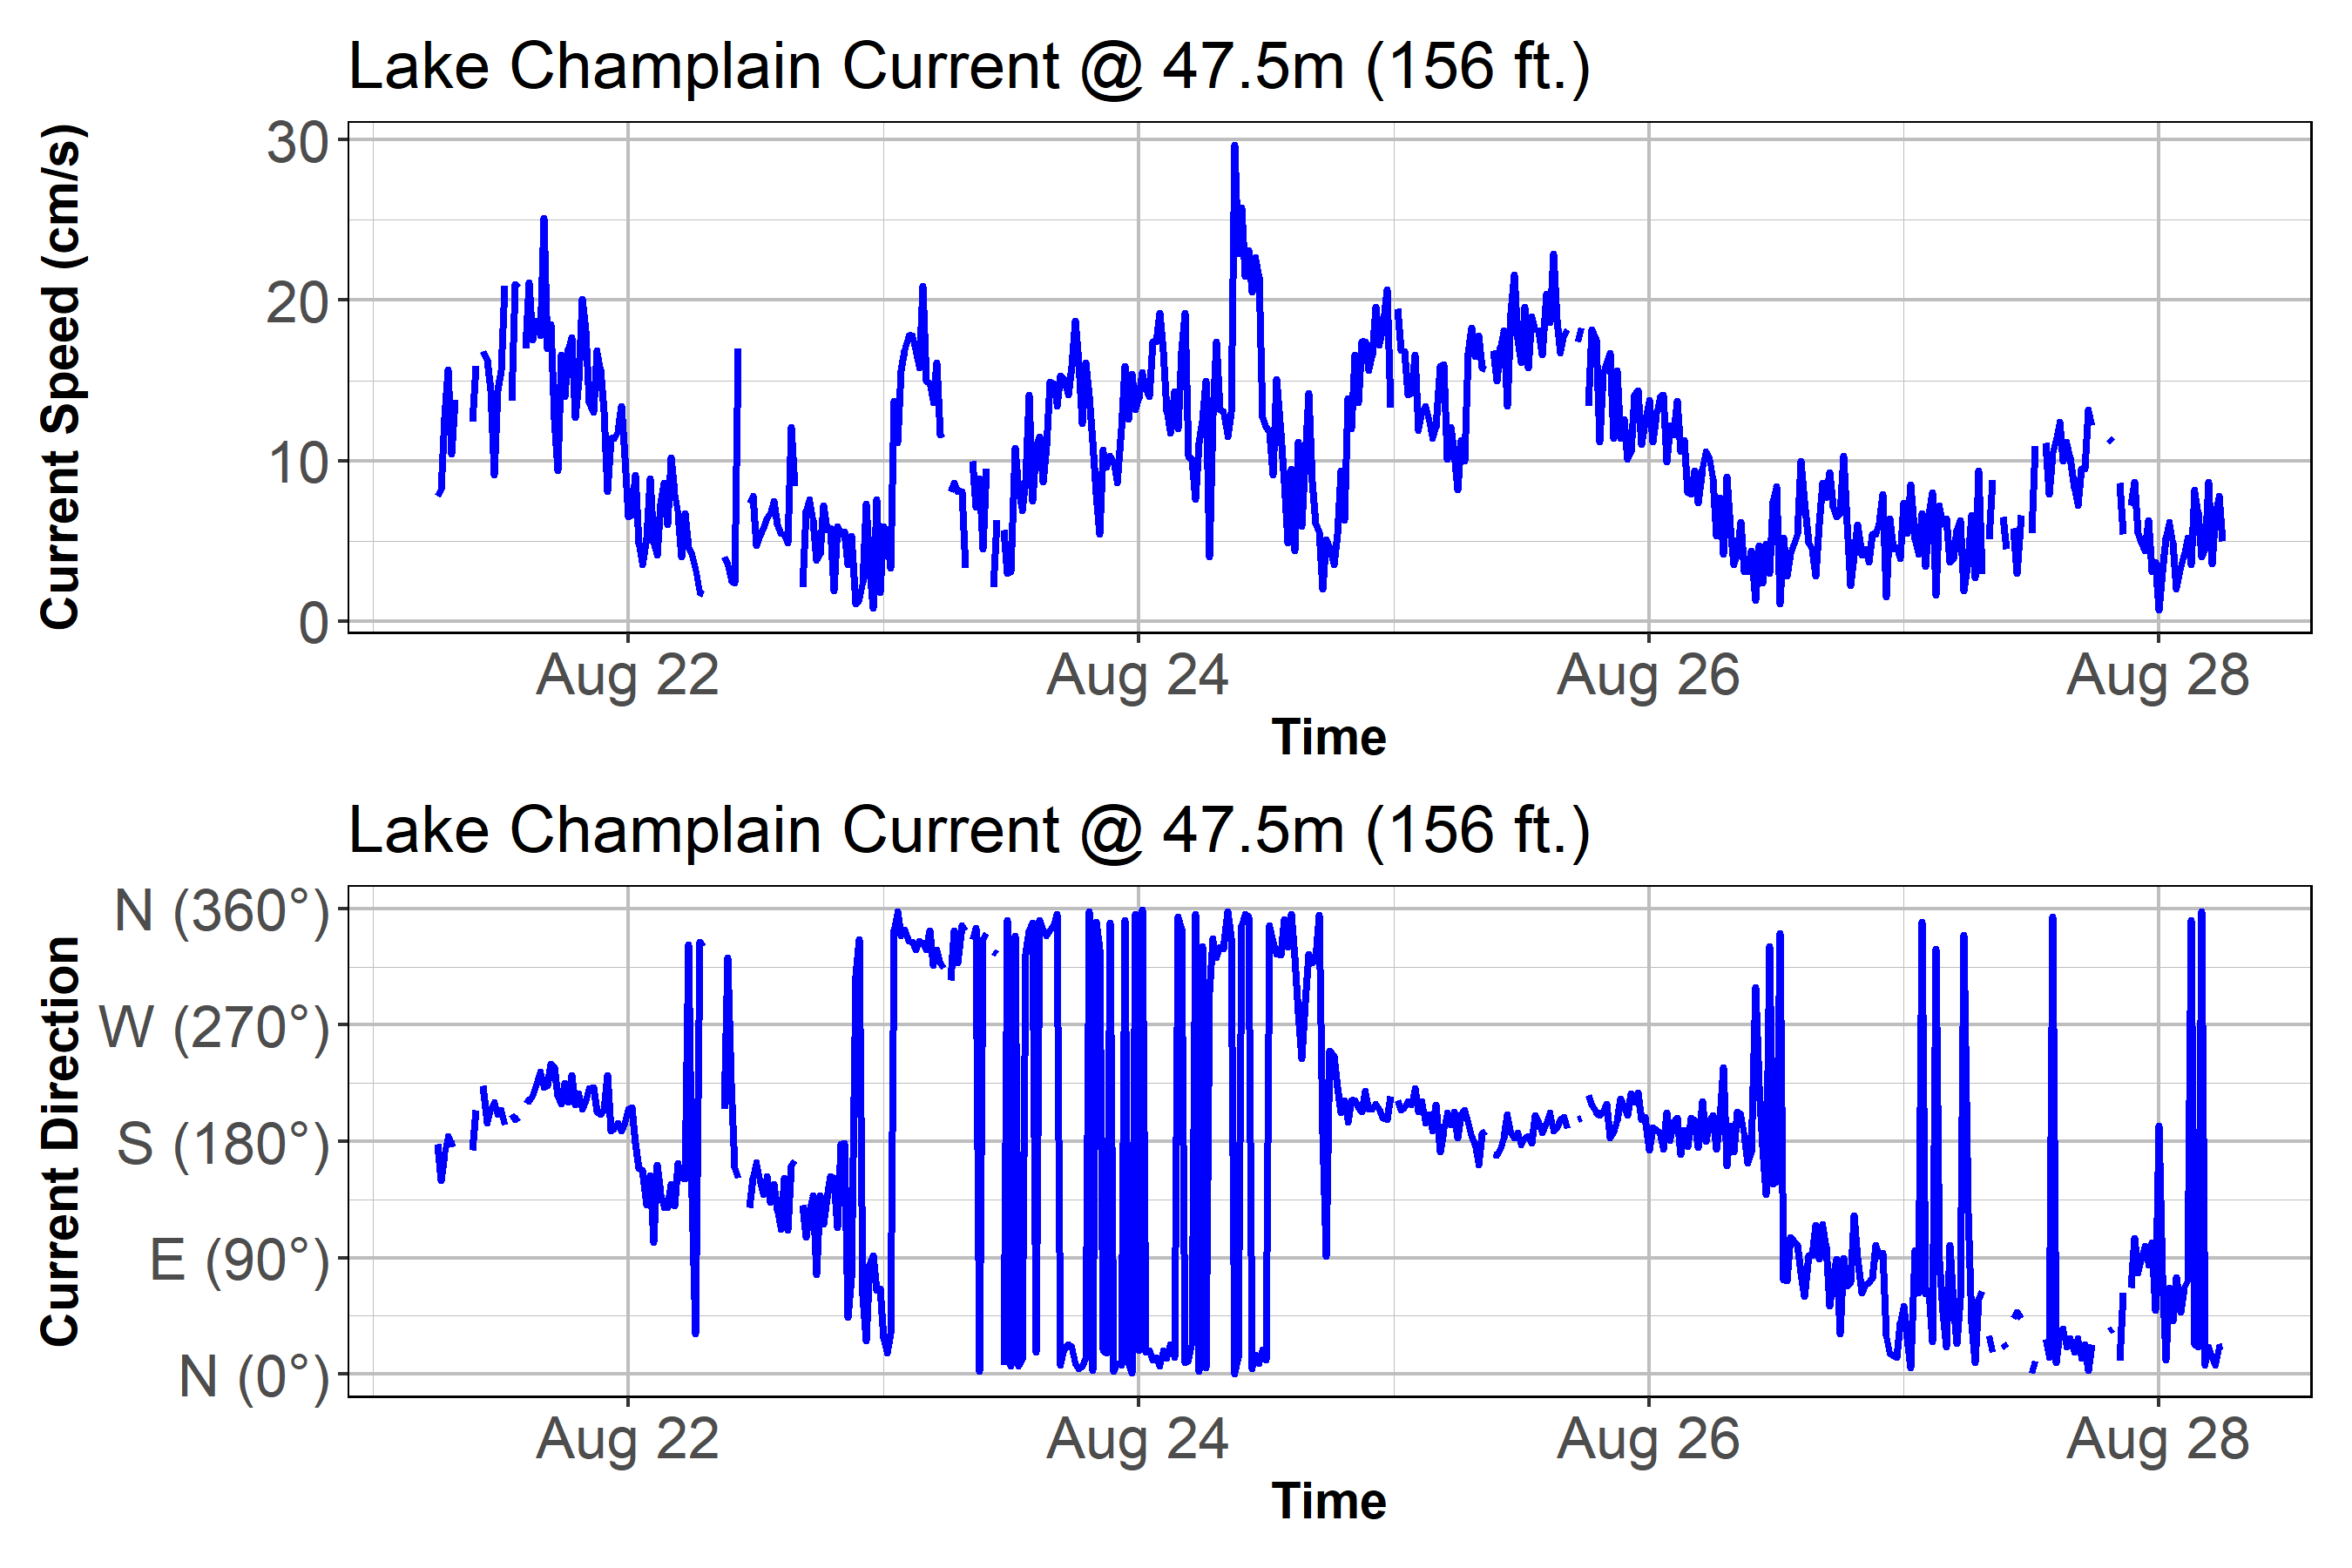 Lake Champlain Current @ 47.5m (156 ft.)
Current Speed (cm/s)
30
20
10
0
Aug 22 Aug 24 Aug 26 Aug 28
Time
Lake Champlain Current @ 47.5m (156 ft.)
Current Direction
N (360°)
W (270°)
S (180°)
E (90°)
N (0°)
Aug 22 Aug 24 Aug 26 Aug 28
Time